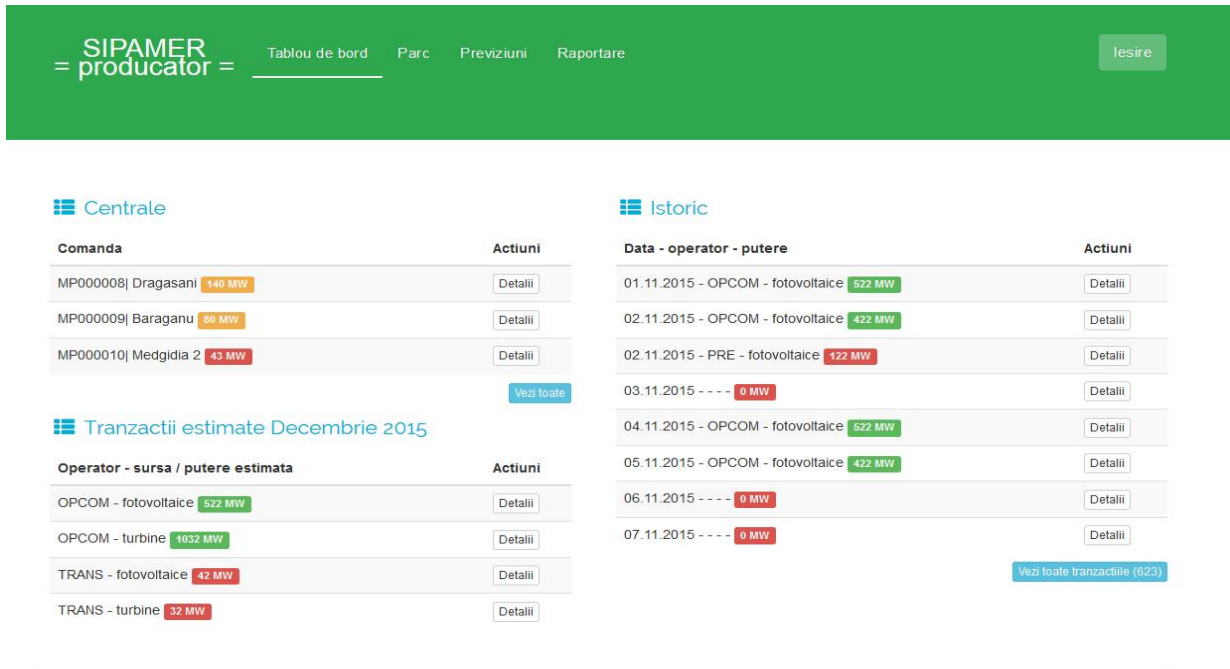 SIPAMER
= producator =
Tablou de bord
Parc
Previziuni
Raportare
Iesire
Centrale
Comanda Actiuni
MP000008| Dragasani 140 MW Detalii
MP000009| Baraganu 80 MW Detalii
MP000010| Medgidia 2 43 MW Detalii
Vezi toate
Tranzactii estimate Decembrie 2015
Operator - sursa / putere estimata Actiuni
OPCOM - fotovoltaice 522 MW Detalii
OPCOM - turbine 1032 MW Detalii
TRANS - fotovoltaice 42 MW Detalii
TRANS - turbine 32 MW Detalii
Istoric
Data - operator - putere Actiuni
01.11.2015 - OPCOM - fotovoltaice 522 MW Detalii
02.11.2015 - OPCOM - fotovoltaice 422 MW Detalii
02.11.2015 - PRE - fotovoltaice 122 MW Detalii
03.11.2015 - - - - 0 MW Detalii
04.11.2015 - OPCOM - fotovoltaice 522 MW Detalii
05.11.2015 - OPCOM - fotovoltaice 422 MW Detalii
06.11.2015 - - - - 0 MW Detalii
07.11.2015 - - - - 0 MW Detalii
Vezi toate tranzactiile (623)